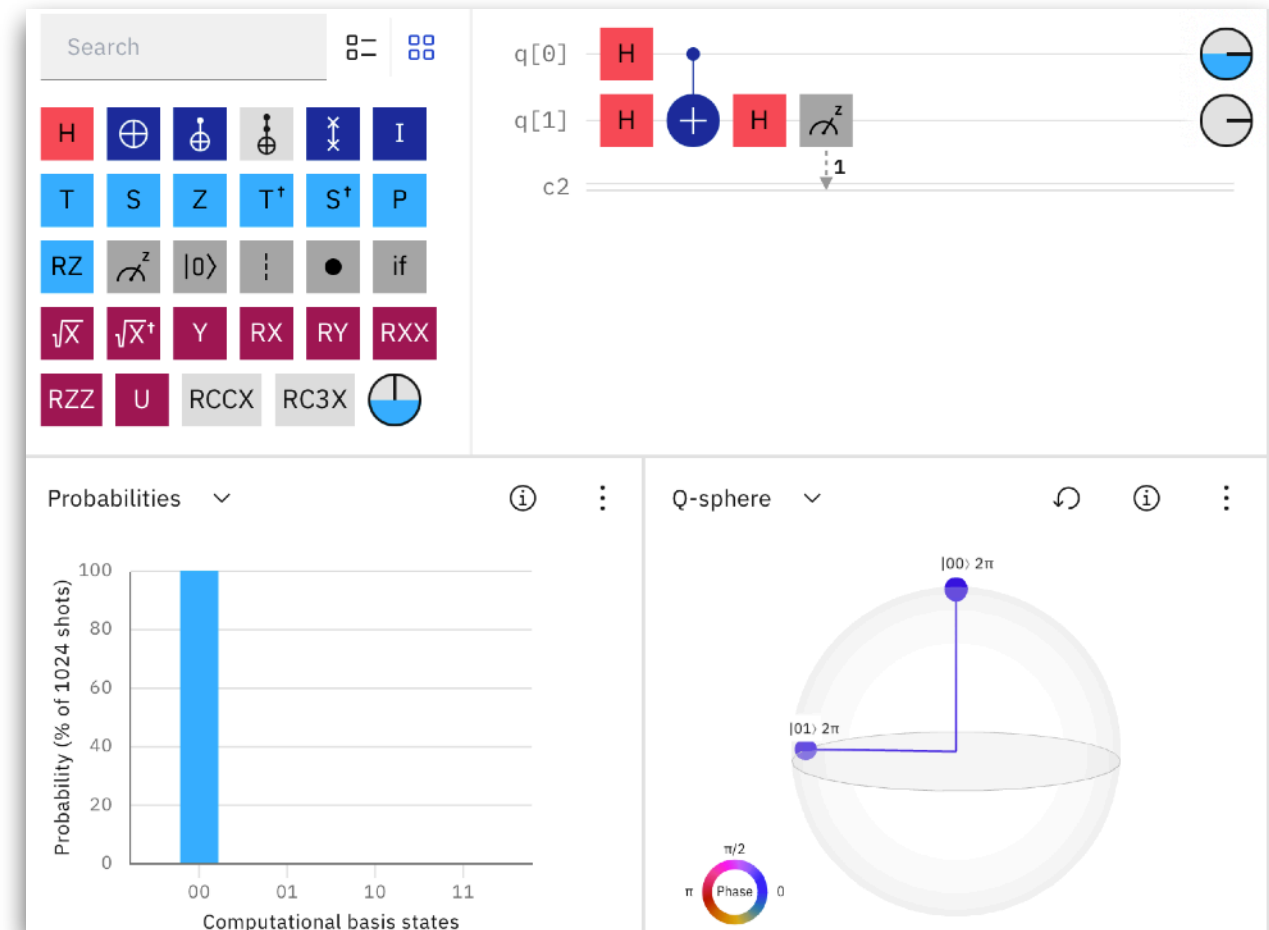 Search
H I
T S Z T† S† P
RZ z |0⟩ if
√X √X† Y RX RY RXX
RZZ U RCCX RC3X
q[0] H
q[1] H H z
1
c2
Probabilities
Probability (% of 1024 shots)
100
80
60
40
20
0
00 01 10 11
Computational basis states
Q-sphere
|00⟩ 2π
|01⟩ 2π
π/2
π Phase 0